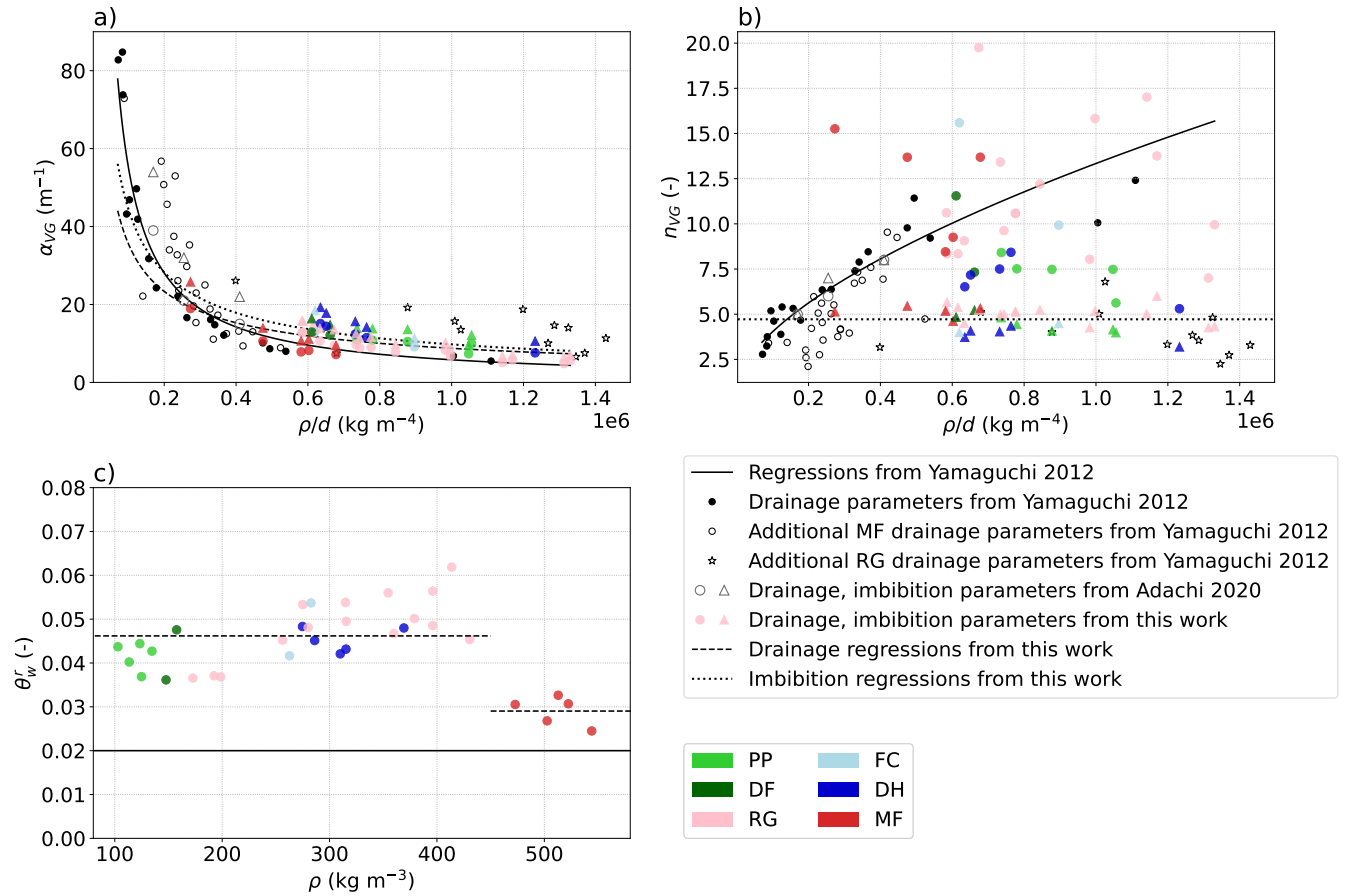 a)
80
60
40
20
0
α_VG (m⁻¹)
0.2 0.4 0.6 0.8 1.0 1.2 1.4
1e6
ρ/d (kg m⁻⁴)
b)
20.0
17.5
15.0
12.5
10.0
7.5
5.0
2.5
n_VG (-)
0.2 0.4 0.6 0.8 1.0 1.2 1.4
1e6
ρ/d (kg m⁻⁴)
c)
0.08
0.07
0.06
0.05
0.04
0.03
0.02
0.01
0.00
θ_w^r (-)
100 200 300 400 500
ρ (kg m⁻³)
Regressions from Yamaguchi 2012
Drainage parameters from Yamaguchi 2012
Additional MF drainage parameters from Yamaguchi 2012
Additional RG drainage parameters from Yamaguchi 2012
Drainage, imbibition parameters from Adachi 2020
Drainage, imbibition parameters from this work
Drainage regressions from this work
Imbibition regressions from this work
PP FC
DF DH
RG MF